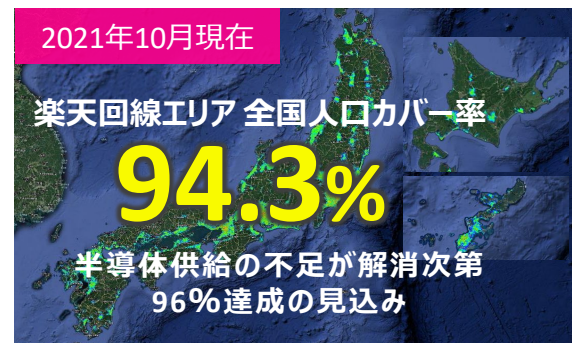 2021年10月現在
楽天回線エリア 全国人口カバー率
94.3%
半導体供給の不足が解消次第
96%達成の見込み